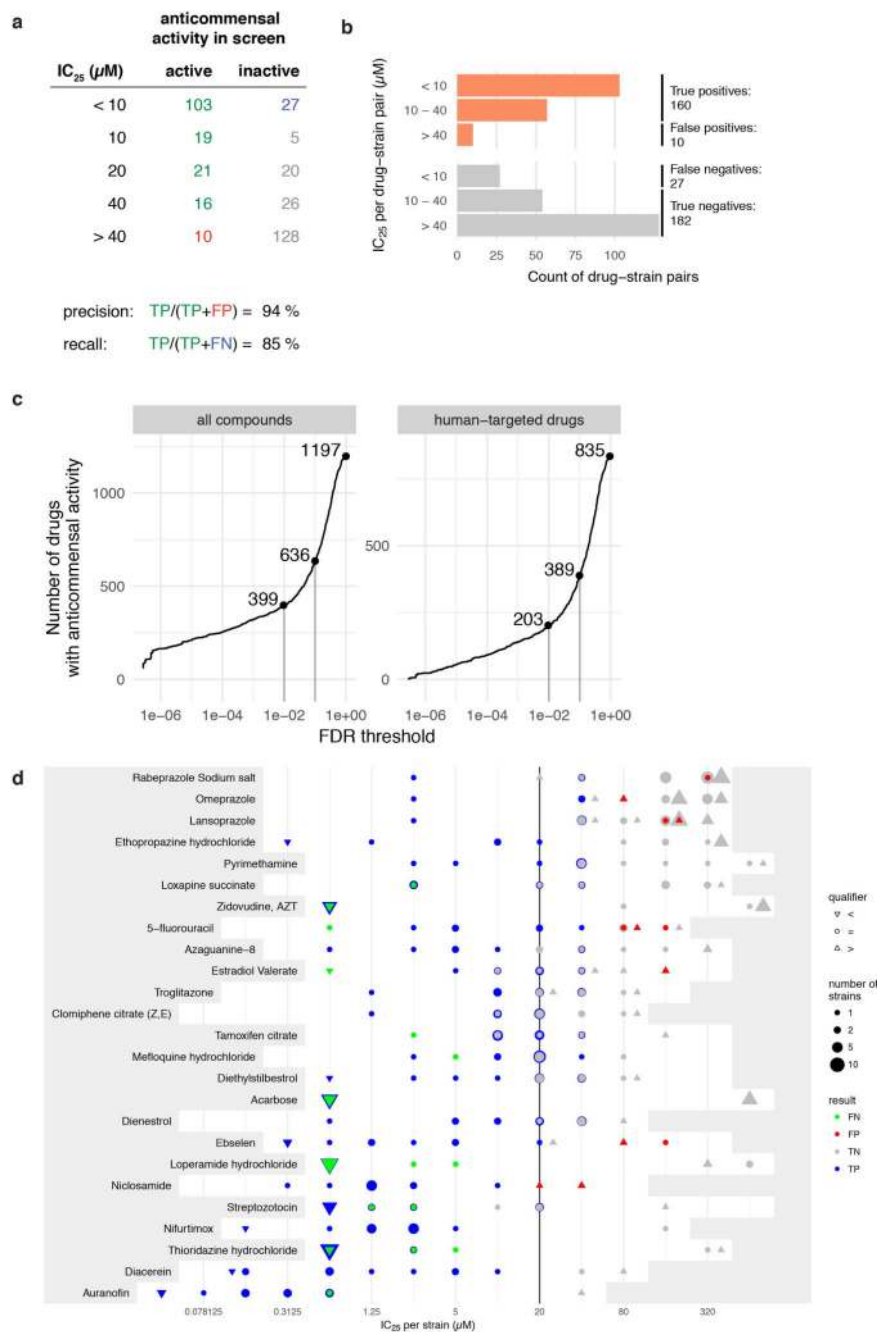 a
anticommensal
activity in screen
IC25 (µM) active inactive
< 10 103 27
10 19 5
20 21 20
40 16 26
> 40 10 128
precision: TP/(TP+FP) = 94 %
recall: TP/(TP+FN) = 85 %
b
IC25 per drug−strain pair (µM)
< 10
10 − 40
> 40
< 10
10 − 40
> 40
True positives:
160
False positives:
10
False negatives:
27
True negatives:
182
0 25 50 75 100
Count of drug−strain pairs
c
all compounds human−targeted drugs
Number of drugs
with anticommensal activity
1000
500
0
1197
636
399
500
0
835
389
203
1e−06 1e−04 1e−02 1e+00 1e−06 1e−04 1e−02 1e+00
FDR threshold
d
Rabeprazole Sodium salt
Omeprazole
Lansoprazole
Ethopropazine hydrochloride
Pyrimethamine
Loxapine succinate
Zidovudine, AZT
5−fluorouracil
Azaguanine−8
Estradiol Valerate
Troglitazone
Clomiphene citrate (Z,E)
Tamoxifen citrate
Mefloquine hydrochloride
Diethylstilbestrol
Acarbose
Dienestrol
Ebselen
Loperamide hydrochloride
Niclosamide
Streptozotocin
Nifurtimox
Thioridazine hydrochloride
Diacerein
Auranofin
0.078125 0.3125 1.25 5 20 80 320
IC25 per strain (µM)
qualifier
<
=
>
number of
strains
1
2
5
10
result
FN
FP
TN
TP